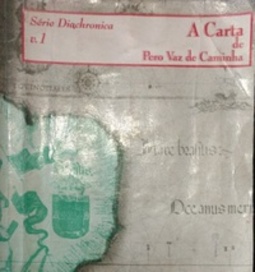 Série Diachronica
v. 1
A Carta
de
Pero Vaz de Caminha
Oceanus meri